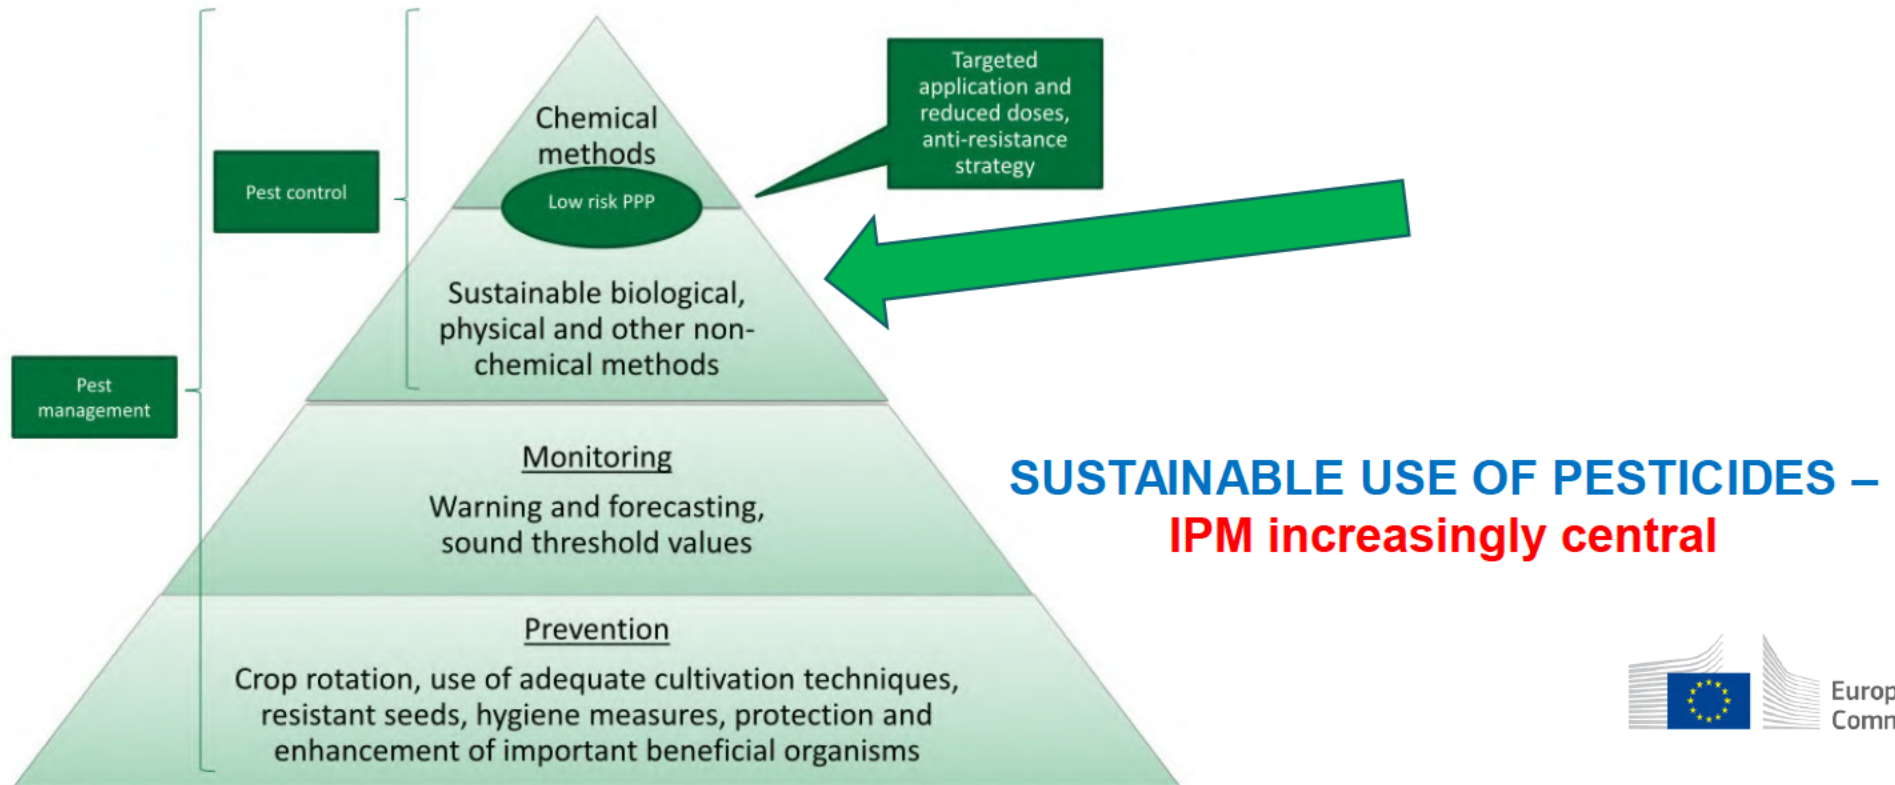 Chemical
methods
Low risk PPP
Targeted
application and
reduced doses,
anti-resistance
strategy
Pest control
Sustainable biological,
physical and other non-
chemical methods
Pest
management
Monitoring
Warning and forecasting,
sound threshold values
Prevention
Crop rotation, use of adequate cultivation techniques,
resistant seeds, hygiene measures, protection and
enhancement of important beneficial organisms
SUSTAINABLE USE OF PESTICIDES –
IPM increasingly central
Europ
Comm